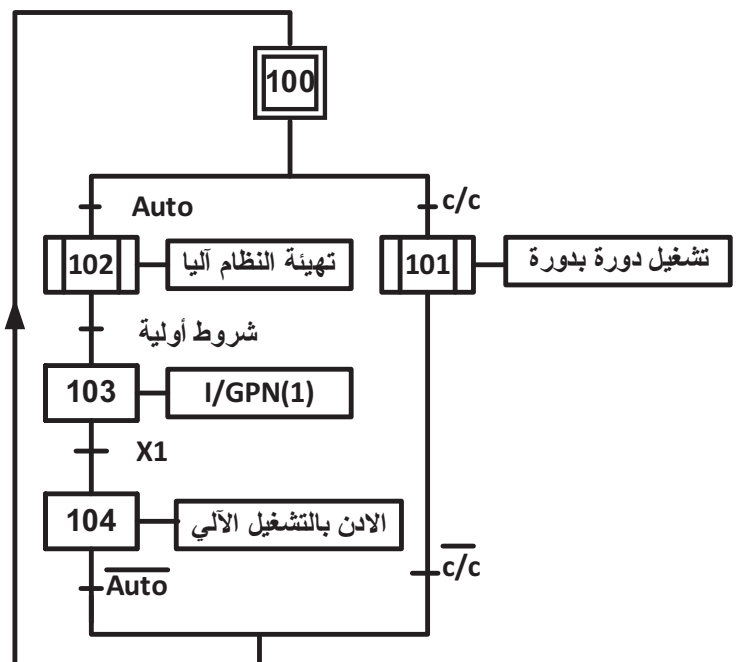 100
Auto
c/c
102
تهيئة النظام آليا
101
تشغيل دورة بدورة
شروط أولية
103
I/GPN(1)
X1
104
الادن بالتشغيل الآلي
A̅u̅t̅o̅
c̅/̅c̅